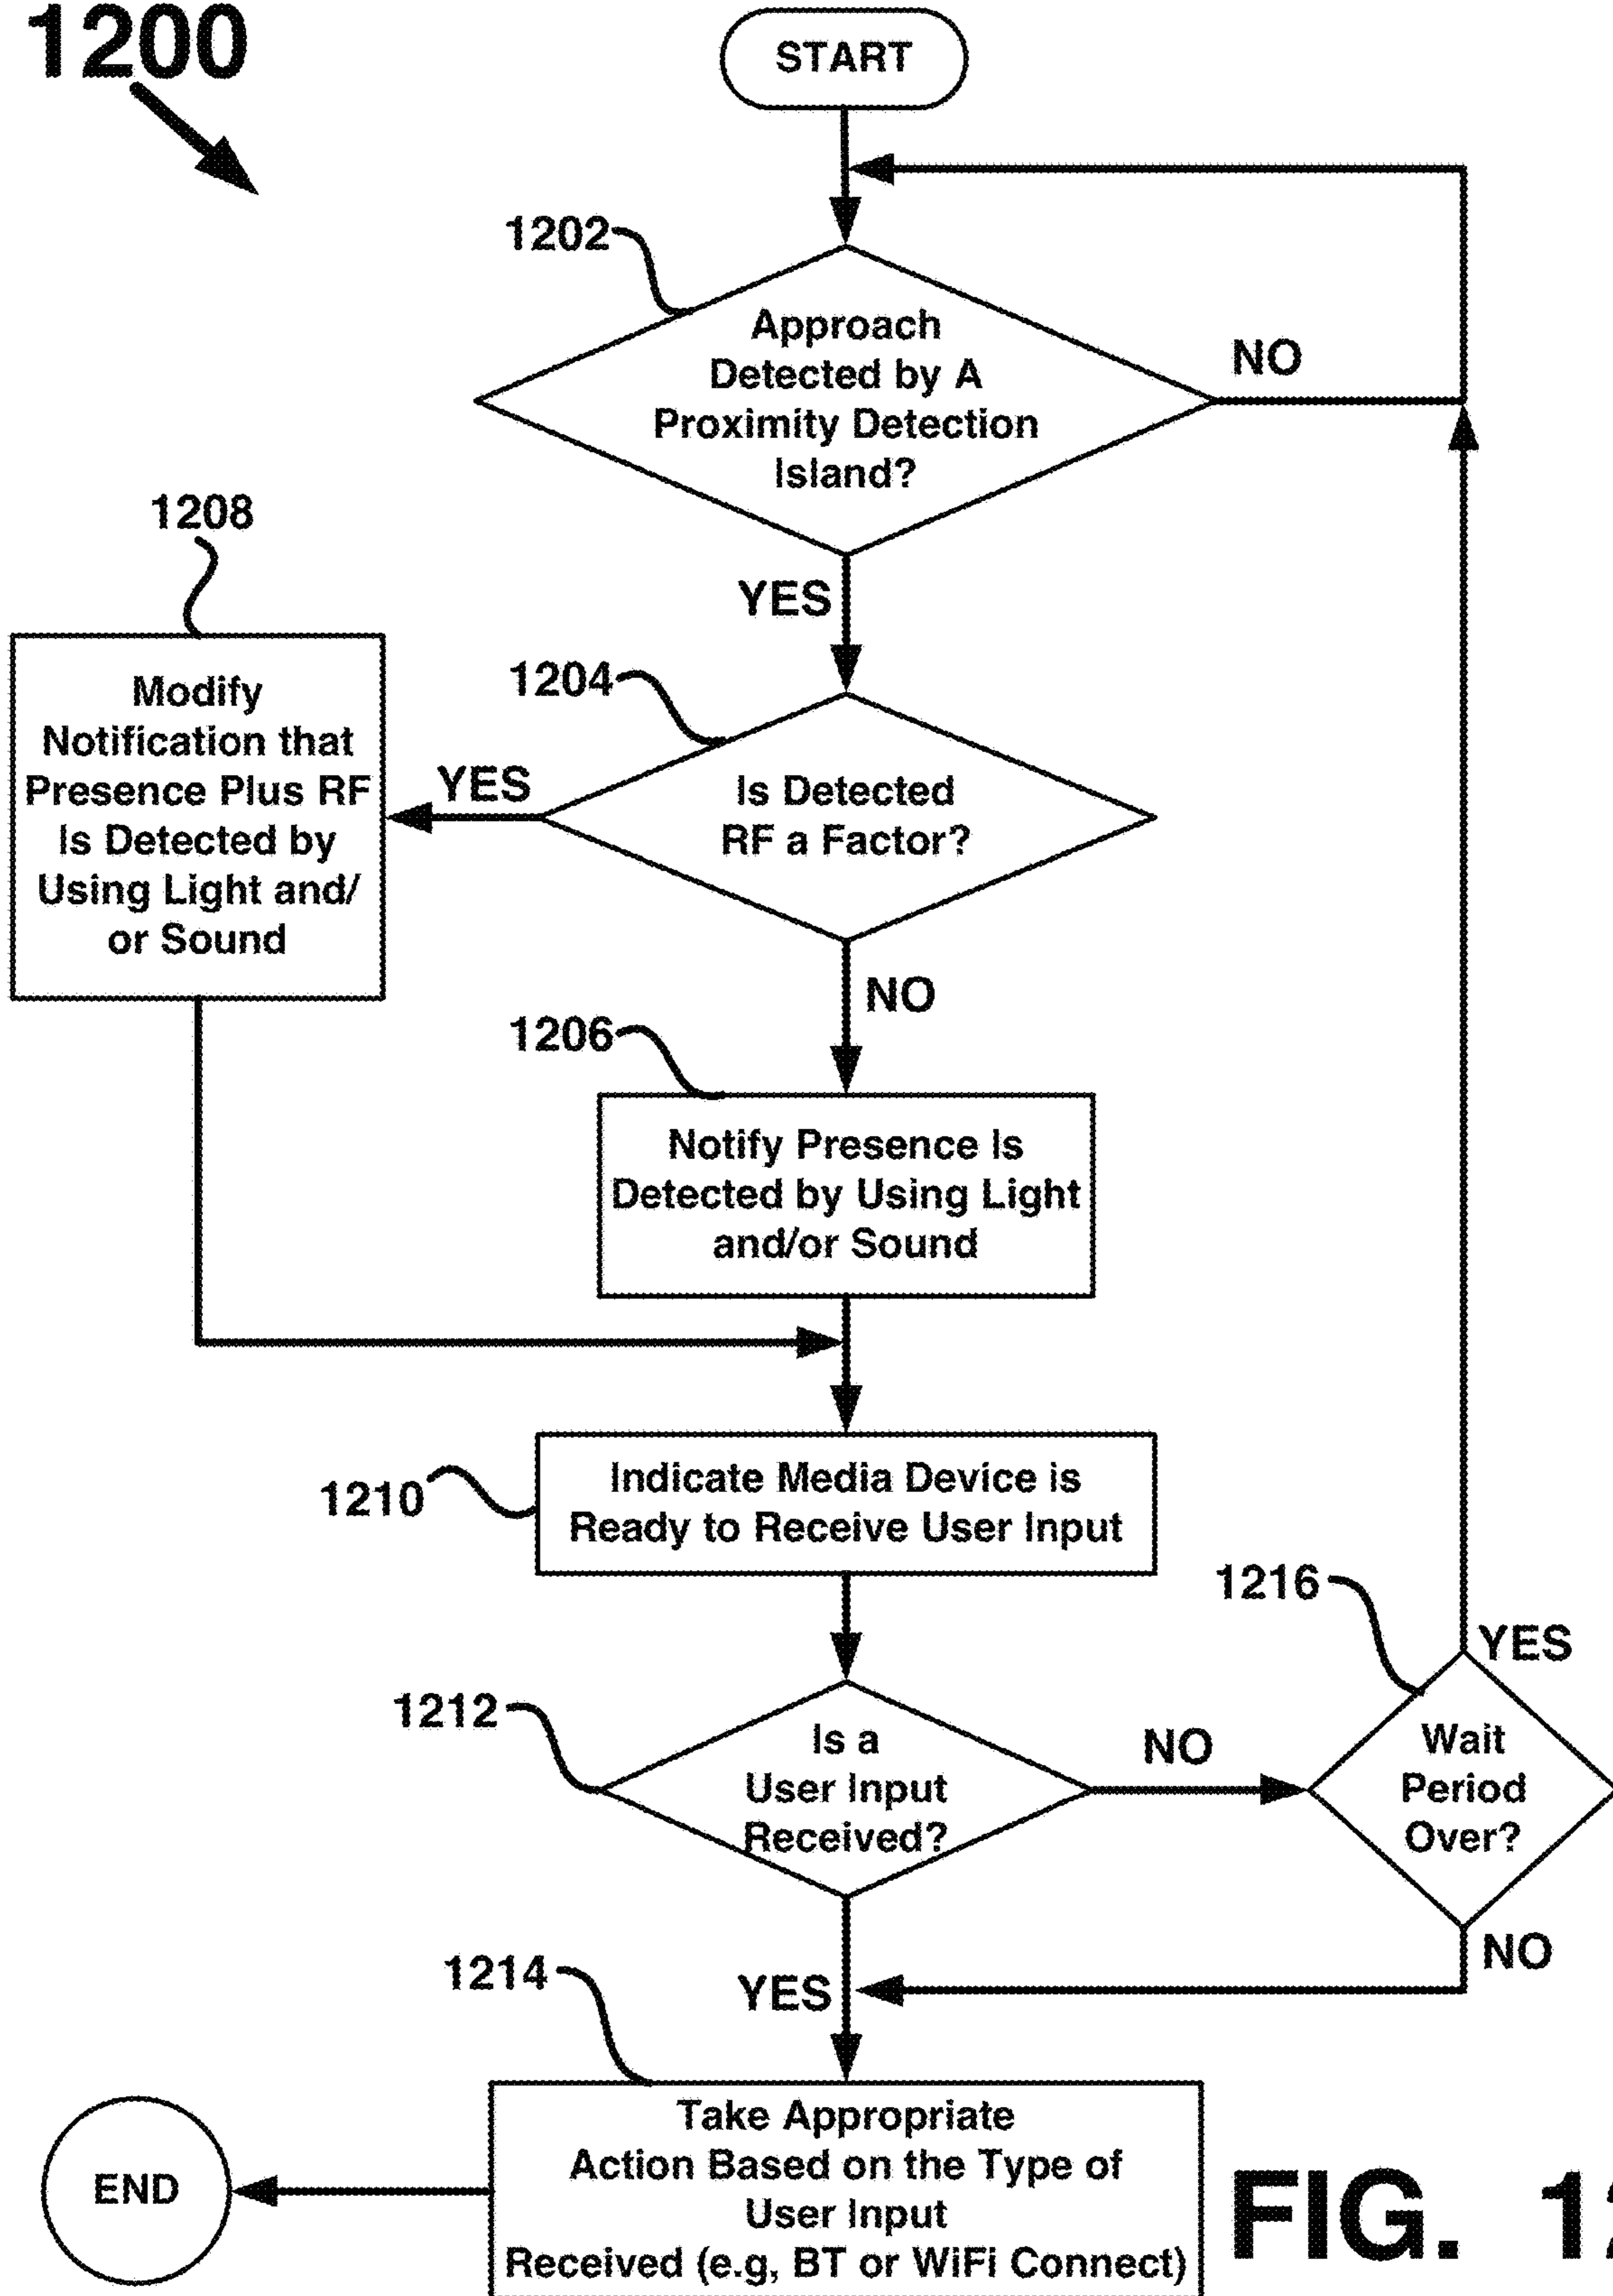 1200
START
1202
Approach
Detected by A
Proximity Detection
Island?
NO
YES
1208
Modify
Notification that
Presence Plus RF
Is Detected by
Using Light and/
or Sound
1204
YES
Is Detected
RF a Factor?
NO
1206
Notify Presence Is
Detected by Using Light
and/or Sound
1210
Indicate Media Device is
Ready to Receive User Input
1216
YES
1212
Is a
User Input
Received?
NO
Wait
Period
Over?
NO
1214
YES
Take Appropriate
Action Based on the Type of
User Input
Received (e.g, BT or WiFi Connect)
END
FIG. 12